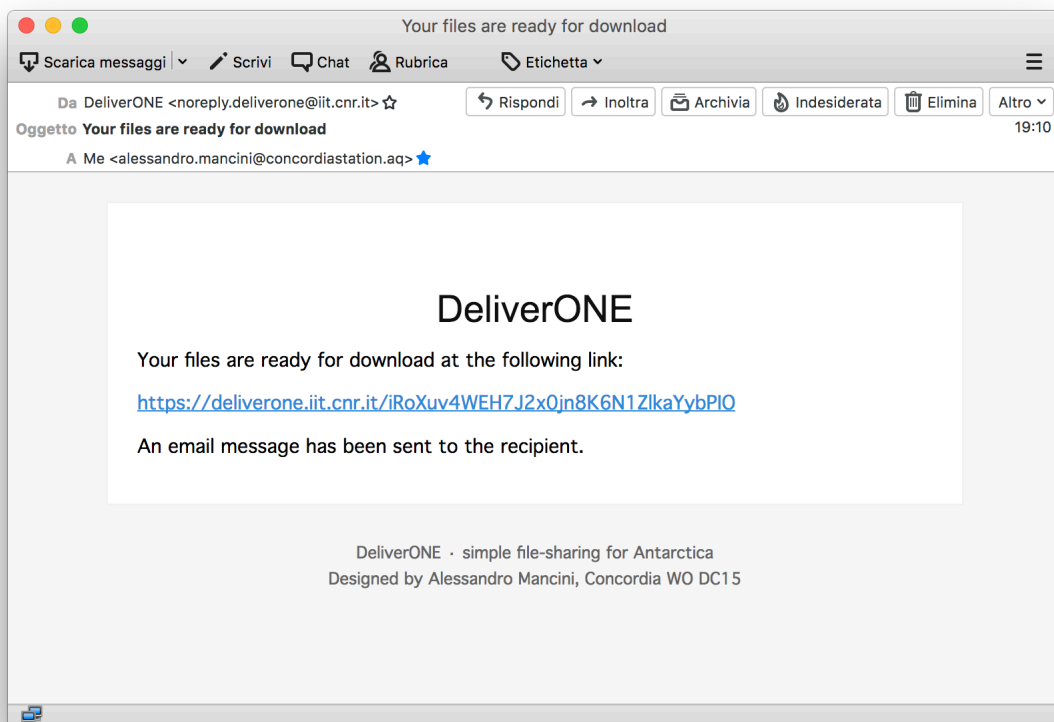 Your files are ready for download
Scarica messaggi Scrivi Chat Rubrica Etichetta
Da DeliverONE <noreply.deliverone@iit.cnr.it> Rispondi Inoltra Archivia Indesiderata Elimina Altro
Oggetto Your files are ready for download 19:10
A Me <alessandro.mancini@concordiastation.aq>
DeliverONE
Your files are ready for download at the following link:
https://deliverone.iit.cnr.it/iRoXuv4WEH7J2x0jn8K6N1ZlkaYybPlO
An email message has been sent to the recipient.
DeliverONE · simple file-sharing for Antarctica
Designed by Alessandro Mancini, Concordia WO DC15